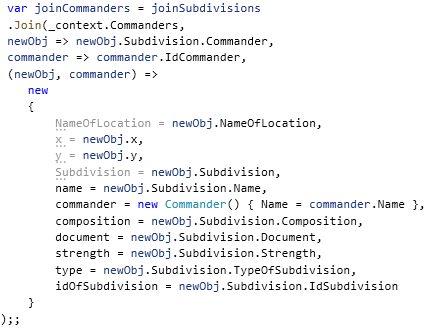 var joinCommanders = joinSubdivisions
.Join(_context.Commanders,
newObj => newObj.Subdivision.Commander,
commander => commander.IdCommander,
(newObj, commander) =>
new
{
NameOfLocation = newObj.NameOfLocation,
x = newObj.x,
y = newObj.y,
Subdivision = newObj.Subdivision,
name = newObj.Subdivision.Name,
commander = new Commander() { Name = commander.Name },
composition = newObj.Subdivision.Composition,
document = newObj.Subdivision.Document,
strength = newObj.Subdivision.Strength,
type = newObj.Subdivision.TypeOfSubdivision,
idOfSubdivision = newObj.Subdivision.IdSubdivision
}
);;